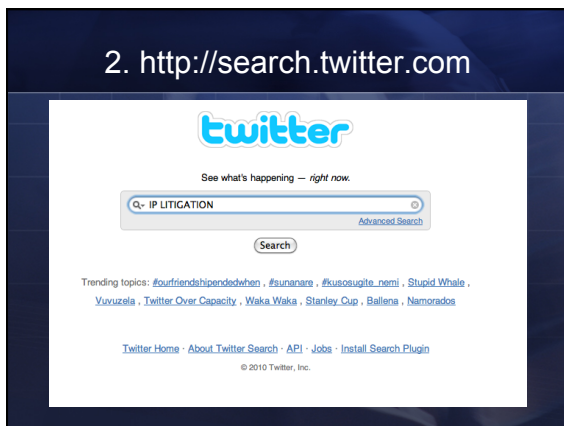 2. http://search.twitter.com
twitter
See what's happening — right now.
IP LITIGATION
Advanced Search
Search
Trending topics: #ourfriendshipendedwhen , #sunanare , #kusosugite_nemi , Stupid Whale ,
Vuvuzela , Twitter Over Capacity , Waka Waka , Stanley Cup , Ballena , Namorados
Twitter Home · About Twitter Search · API · Jobs · Install Search Plugin
© 2010 Twitter, Inc.